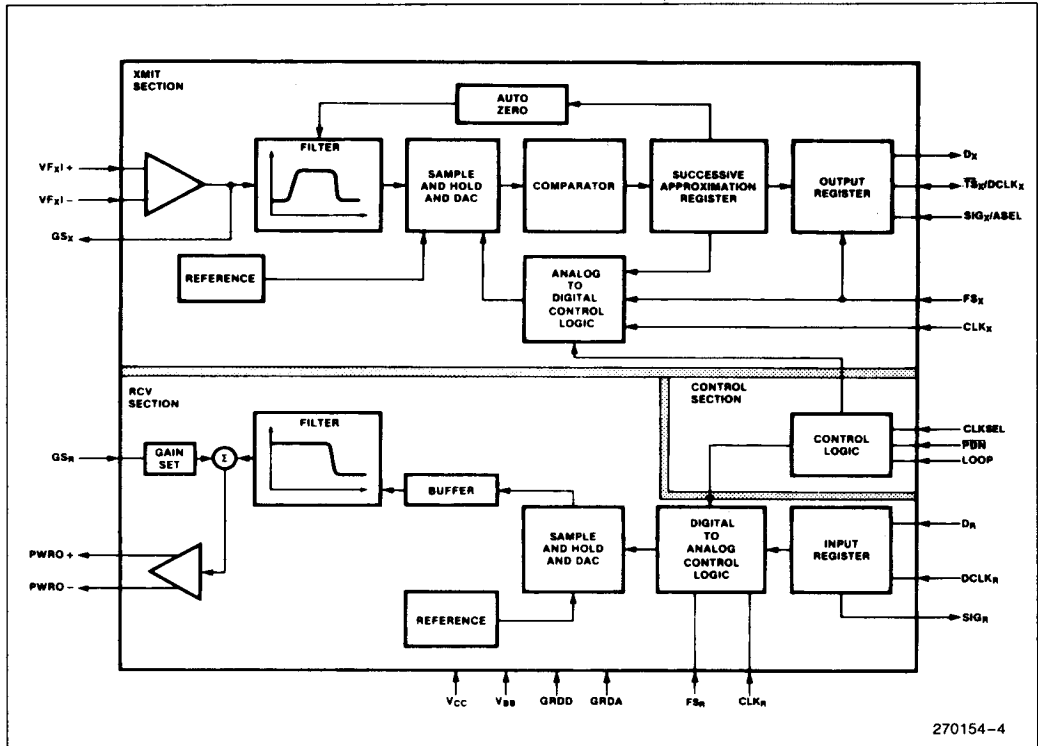 XMIT
SECTION
AUTO
ZERO
FILTER
SAMPLE
AND HOLD
AND DAC
COMPARATOR
SUCCESSIVE
APPROXIMATION
REGISTER
OUTPUT
REGISTER
VFXI+
VFXI−
GSX
DX
TSX/DCLKX
SIGX/ASEL
REFERENCE
ANALOG
TO
DIGITAL
CONTROL
LOGIC
FSX
CLKX
RCV
SECTION
CONTROL
SECTION
FILTER
GSR
GAIN
SET
Σ
BUFFER
CONTROL
LOGIC
CLKSEL
PDN
LOOP
PWRO+
PWRO−
SAMPLE
AND HOLD
AND DAC
DIGITAL
TO
ANALOG
CONTROL
LOGIC
INPUT
REGISTER
DR
DCLKR
SIGR
REFERENCE
VCC
VBB
GRDD
GRDA
FSR
CLKR
270154–4